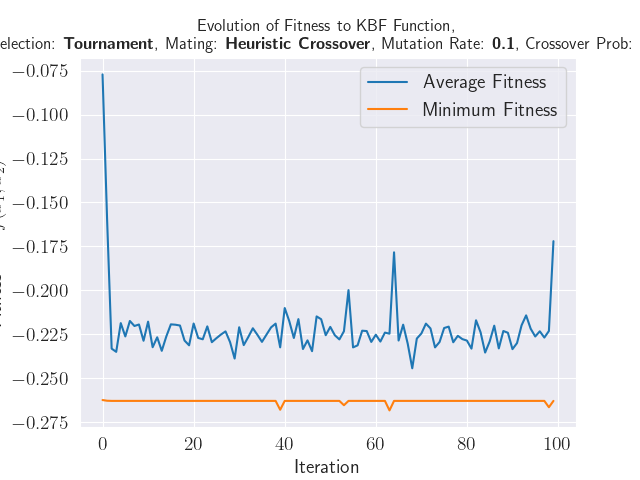 Evolution of Fitness to KBF Function,
election: Tournament, Mating: Heuristic Crossover, Mutation Rate: 0.1, Crossover Prob:
Average Fitness
Minimum Fitness
−0.075
−0.100
−0.125
−0.150
−0.175
−0.200
−0.225
−0.250
−0.275
0 20 40 60 80 100
Iteration